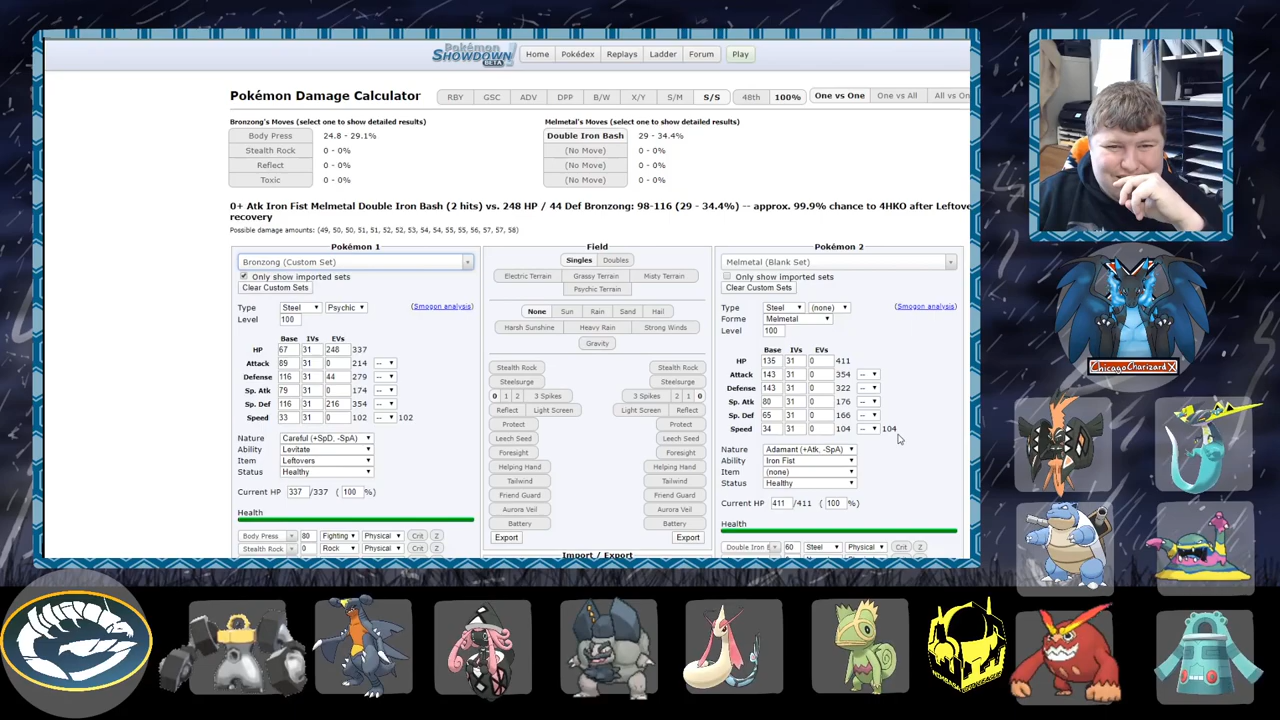 Pokémon
SHOWDOWN
BETA
Home Pokédex Replays Ladder Forum Play
Pokémon Damage Calculator
RBY GSC ADV DPP B/W X/Y S/M S/S 48th 100% One vs One One vs All All vs On
Bronzong's Moves (select one to show detailed results)
Body Press 24.8 - 29.1%
Stealth Rock 0 - 0%
Reflect 0 - 0%
Toxic 0 - 0%
Melmetal's Moves (select one to show detailed results)
Double Iron Bash 29 - 34.4%
(No Move) 0 - 0%
(No Move) 0 - 0%
(No Move) 0 - 0%
0+ Atk Iron Fist Melmetal Double Iron Bash (2 hits) vs. 248 HP / 44 Def Bronzong: 98-116 (29 - 34.4%) -- approx. 99.9% chance to 4HKO after Leftove
recovery
Possible damage amounts: (49, 50, 50, 51, 51, 52, 52, 53, 54, 54, 55, 55, 56, 57, 57, 58)
Pokémon 1
Bronzong (Custom Set)
Only show imported sets
Clear Custom Sets
Type Steel Psychic (Smogon analysis)
Level 100
Base IVs EVs
HP 67 31 248 337
Attack 89 31 0 214 --
Defense 116 31 44 279 --
Sp. Atk 79 31 0 174 --
Sp. Def 116 31 216 354 --
Speed 33 31 0 102 -- 102
Nature Careful (+SpD, -SpA)
Ability Levitate
Item Leftovers
Status Healthy
Current HP 337 /337 ( 100 %)
Health
Body Press 80 Fighting Physical Crit Z
Stealth Rock 0 Rock Physical Crit Z
Field
Singles Doubles
Electric Terrain Grassy Terrain Misty Terrain
Psychic Terrain
None Sun Rain Sand Hail
Harsh Sunshine Heavy Rain Strong Winds
Gravity
Stealth Rock Stealth Rock
Steelsurge Steelsurge
0 1 2 3 Spikes 3 Spikes 2 1 0
Reflect Light Screen Light Screen Reflect
Protect Protect
Leech Seed Leech Seed
Foresight Foresight
Helping Hand Helping Hand
Tailwind Tailwind
Friend Guard Friend Guard
Aurora Veil Aurora Veil
Battery Battery
Export Export
Import / Export
Pokémon 2
Melmetal (Blank Set)
Only show imported sets
Clear Custom Sets
Type Steel (none) (Smogon analysis)
Forme Melmetal
Level 100
Base IVs EVs
HP 135 31 0 411
Attack 143 31 0 354 --
Defense 143 31 0 322 --
Sp. Atk 80 31 0 176 --
Sp. Def 65 31 0 166 --
Speed 34 31 0 104 -- 104
Nature Adamant (+Atk, -SpA)
Ability Iron Fist
Item (none)
Status Healthy
Current HP 411 /411 ( 100 %)
Health
Double Iron B 60 Steel Physical Crit Z
ChicagoCharizardX